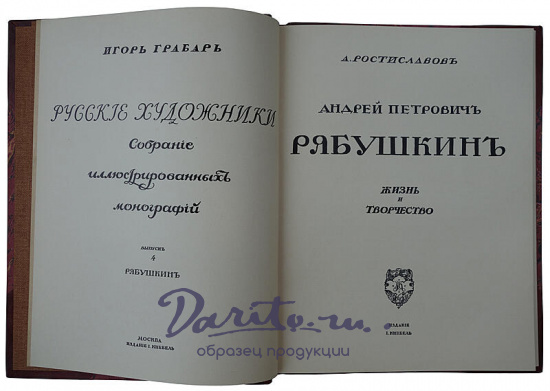 ИГОРЬ ГРАБАРЬ
РУССКІЕ ХУДОЖНИКИ
Собраніе
иллюстрированныхъ
монографій
ВЫПУСКЪ
4
РЯБУШКИНЪ
МОСКВА
ИЗДАНІЕ І. КНЕБЕЛЬ
А. РОСТИСЛАВОВЪ
АНДРЕЙ ПЕТРОВИЧЪ
РЯБУШКИНЪ
ЖИЗНЬ
И
ТВОРЧЕСТВО
ИЗДАНІЕ
І. КНЕБЕЛЬ
Darito.ru
образец продукции